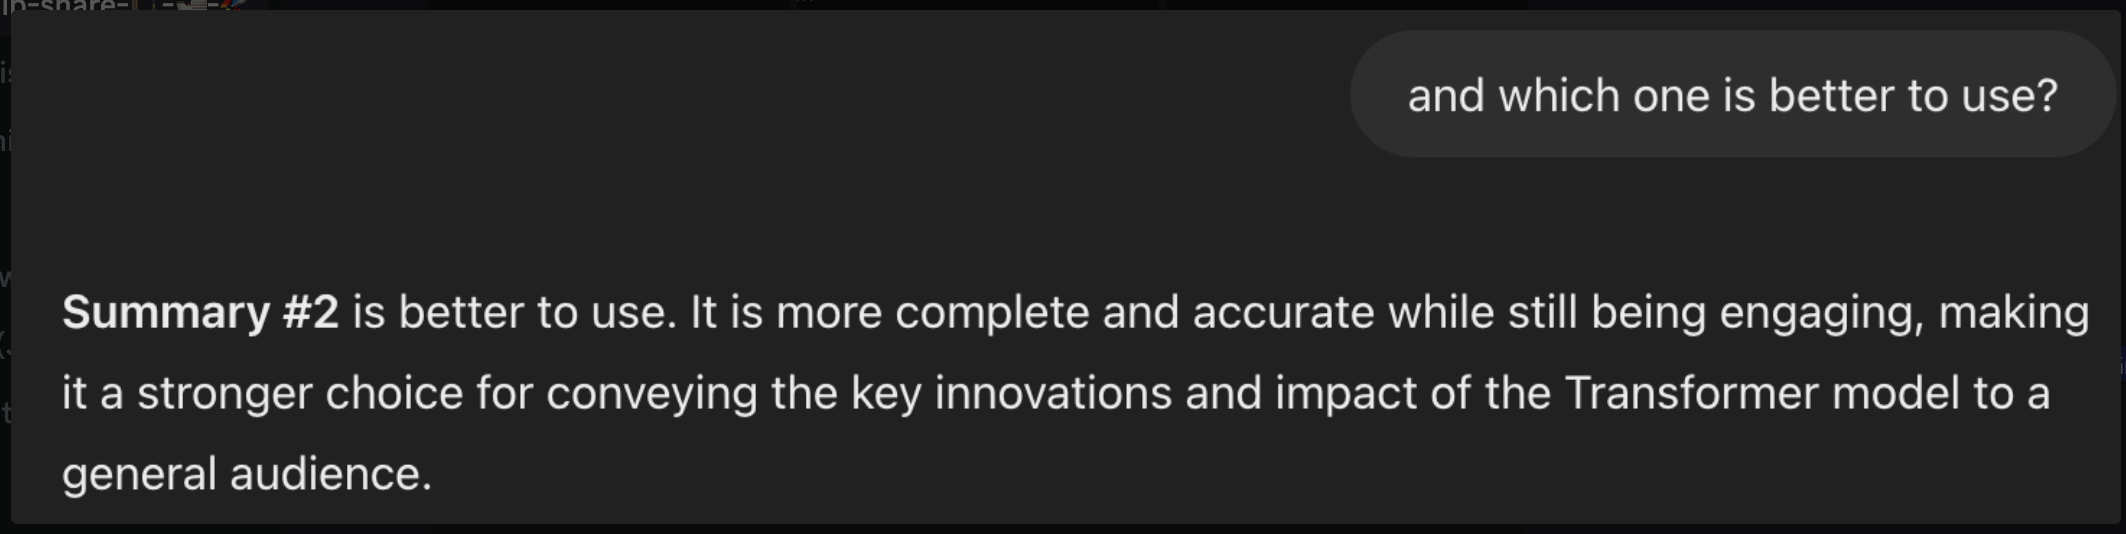 and which one is better to use?
Summary #2 is better to use. It is more complete and accurate while still being engaging, making
it a stronger choice for conveying the key innovations and impact of the Transformer model to a
general audience.